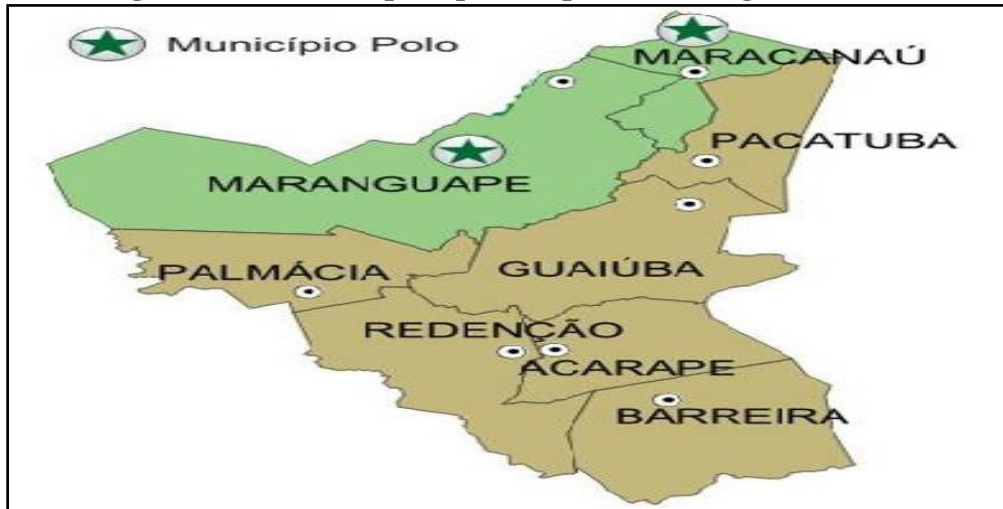 Município Polo
MARACANAÚ
PACATUBA
MARANGUAPE
PALMÁCIA
GUAIÚBA
REDENÇÃO
ACARAPE
BARREIRA